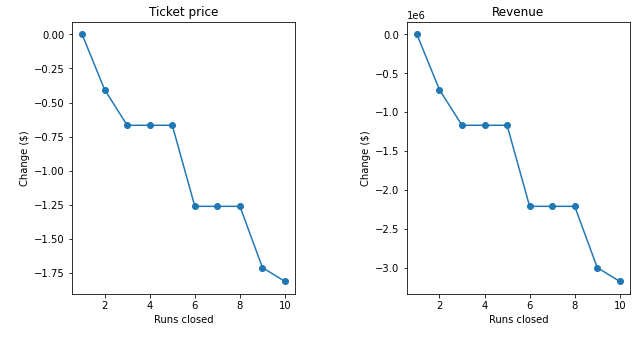 Ticket price
0.00
−0.25
−0.50
−0.75
−1.00
−1.25
−1.50
−1.75
Change ($)
2 4 6 8 10
Runs closed
Revenue
1e6
0.0
−0.5
−1.0
−1.5
−2.0
−2.5
−3.0
Change ($)
2 4 6 8 10
Runs closed